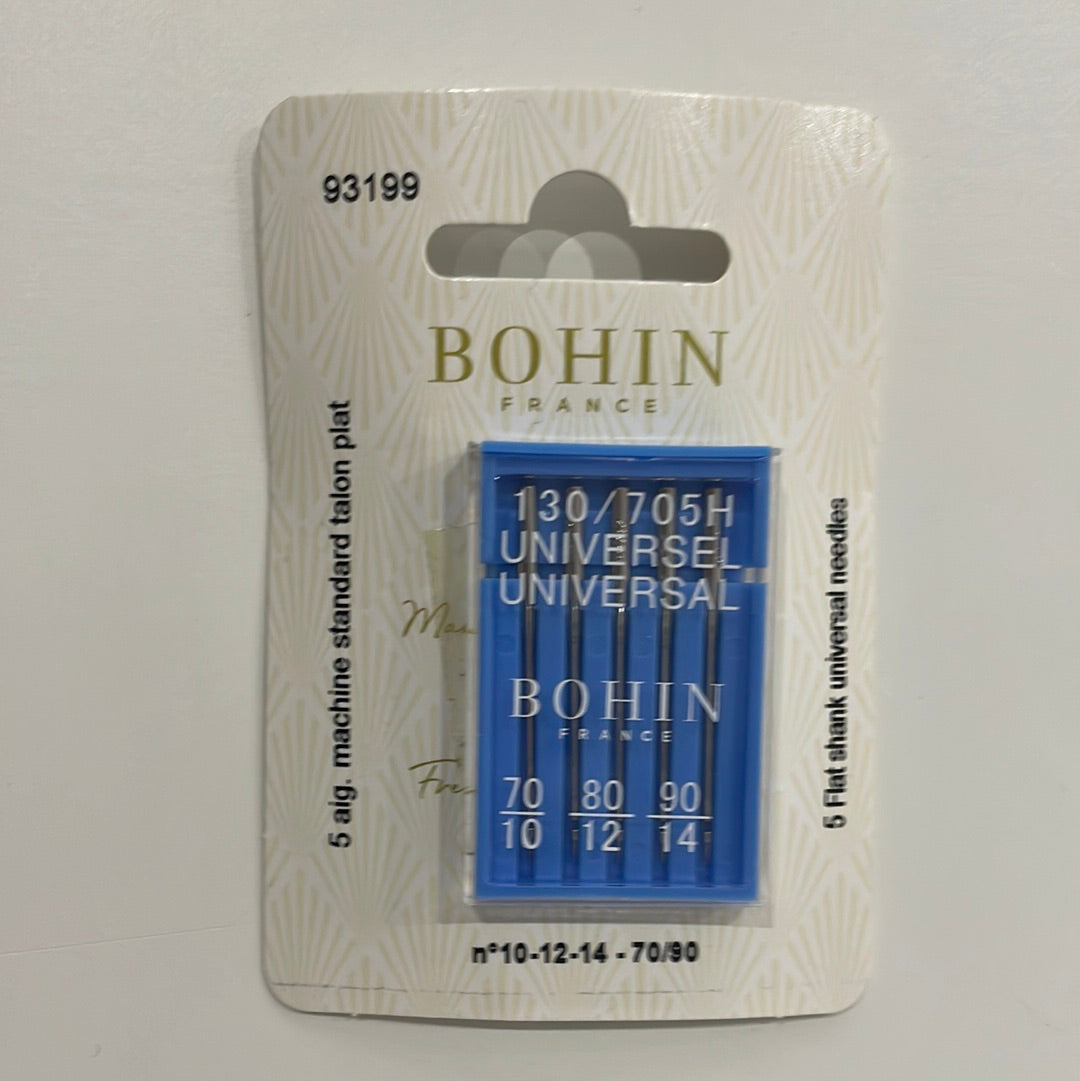 93199
BOHIN
FRANCE
5 aig. machine standard talon plat
130/705H
UNIVERSEL
UNIVERSAL
BOHIN
FRANCE
70 80 90
10 12 14
5 Flat shank universal needles
n°10-12-14 - 70/90